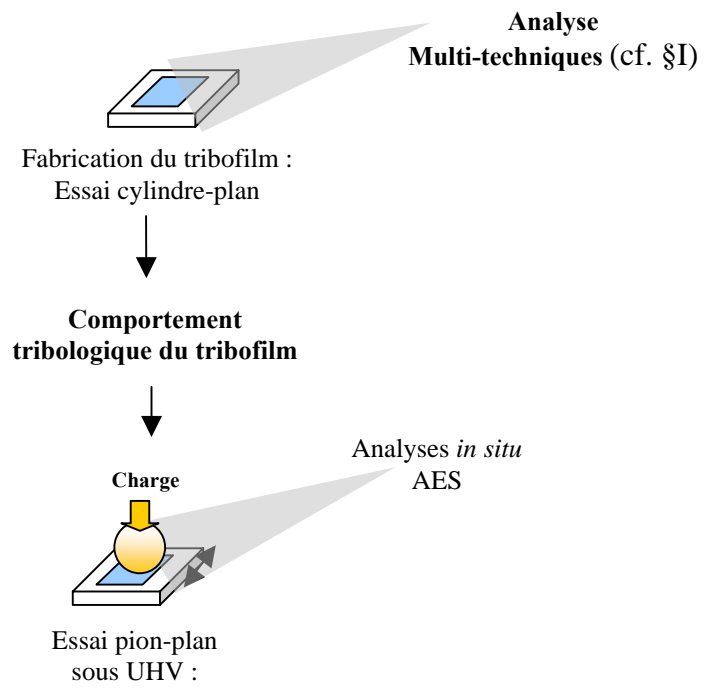 Analyse
Multi-techniques (cf. §I)
Fabrication du tribofilm :
Essai cylindre-plan
Comportement
tribologique du tribofilm
Analyses in situ
AES
Charge
Essai pion-plan
sous UHV :